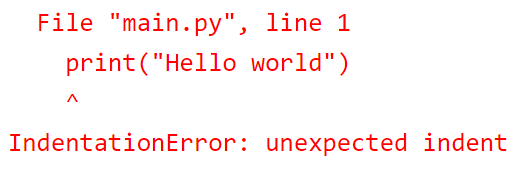 File "main.py", line 1
print("Hello world")
^
IndentationError: unexpected indent